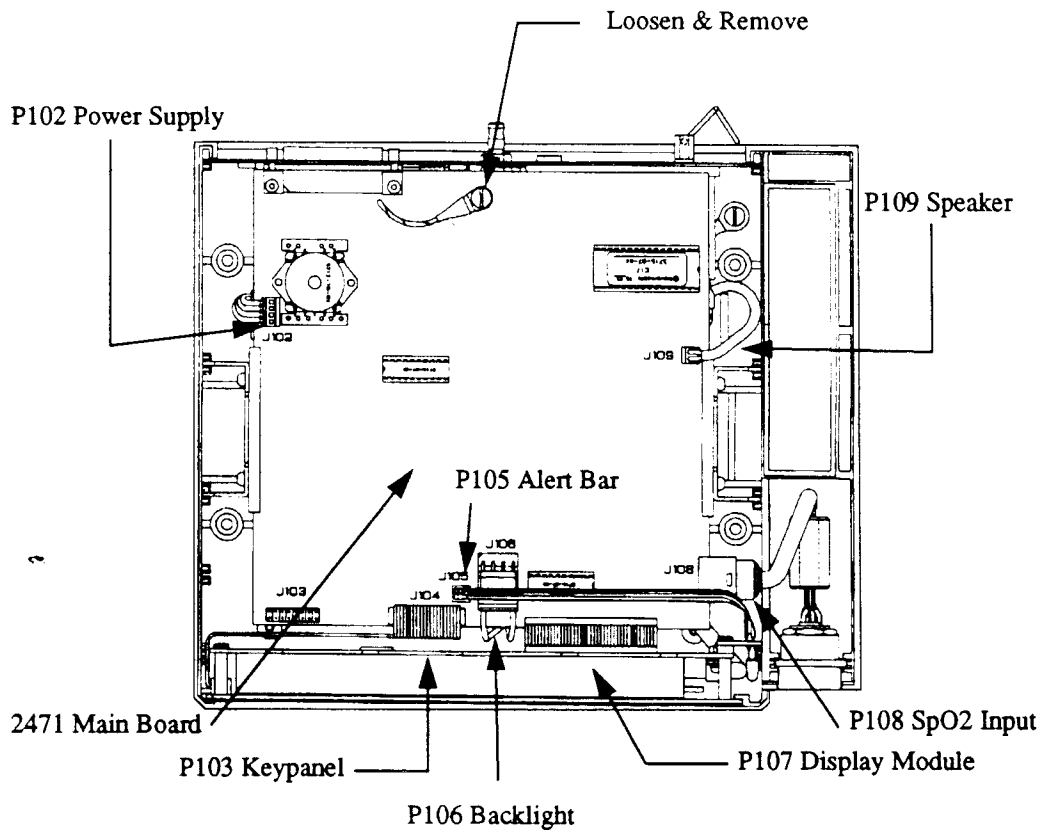 Loosen & Remove
P102 Power Supply
P109 Speaker
J102
J109
P105 Alert Bar
J106
J105
J108
J103
J104
2471 Main Board
P108 SpO2 Input
P103 Keypanel
P107 Display Module
P106 Backlight